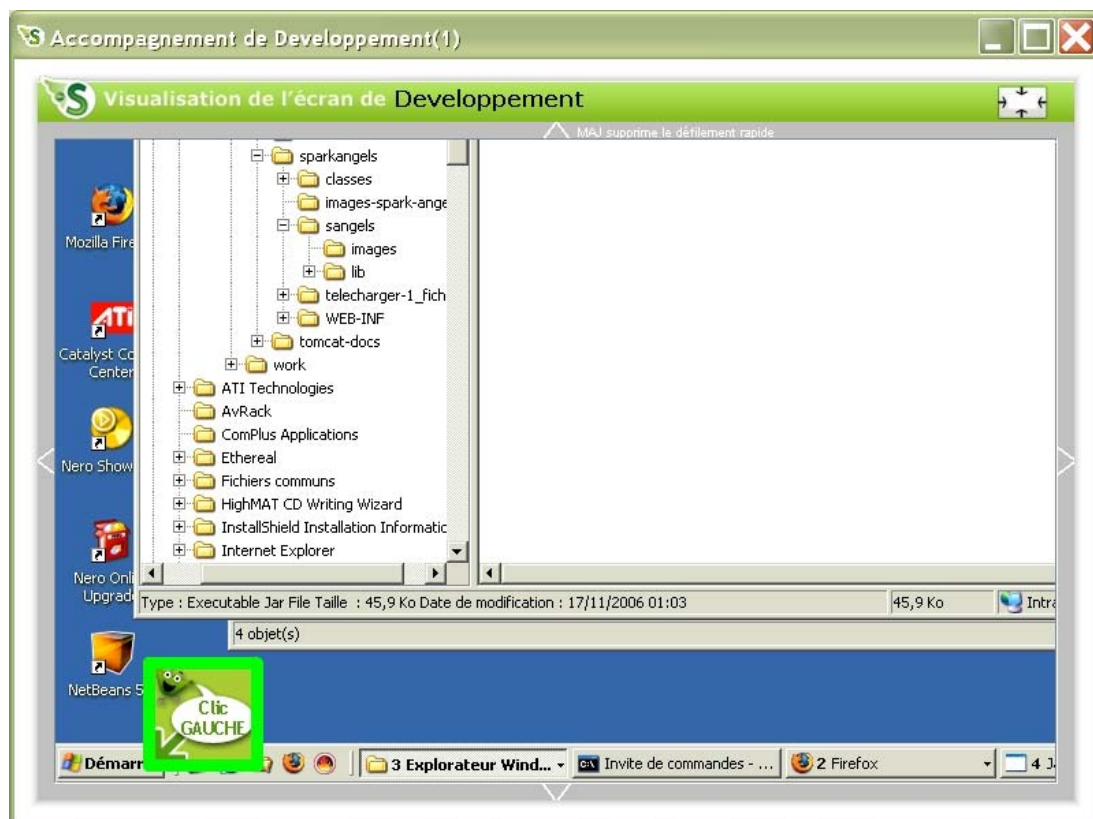 Accompagnement de Developpement(1)
Visualisation de l'écran de Developpement
MAJ supprime le défilement rapide
sparkangels
classes
images-spark-ange
sangels
images
lib
telecharger-1_fich
WEB-INF
tomcat-docs
work
ATI Technologies
AvRack
ComPlus Applications
Ethereal
Fichiers communs
HighMAT CD Writing Wizard
InstallShield Installation Informatic
Internet Explorer
Mozilla Fire
ATi
Catalyst Co
Center
Nero Show
Nero Onli
Upgrad
NetBeans 5
Type : Executable Jar File Taille : 45,9 Ko Date de modification : 17/11/2006 01:03
45,9 Ko
Intra
4 objet(s)
Clic
GAUCHE
Démarr
3 Explorateur Wind...
Invite de commandes - ...
2 Firefox
4 J